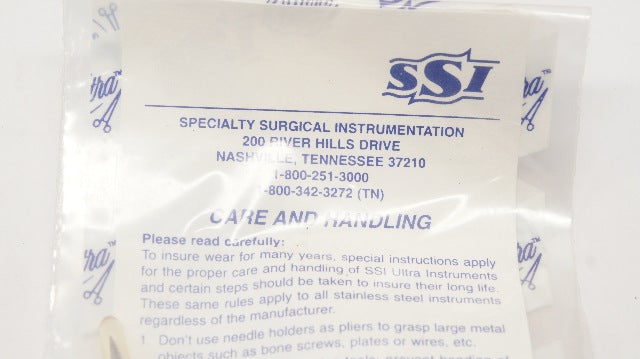 SSI
SPECIALTY SURGICAL INSTRUMENTATION
200 RIVER HILLS DRIVE
NASHVILLE, TENNESSEE 37210
1-800-251-3000
-800-342-3272 (TN)
CARE AND HANDLING
Please read carefully:
To insure wear for many years, special instructions apply
for the proper care and handling of SSI Ultra Instruments
and certain steps should be taken to insure their long life.
These same rules apply to all stainless steel instruments
regardless of the manufacturer.
1. Don't use needle holders as pliers to grasp large metal
objects such as bone screws, plates or wires, etc.